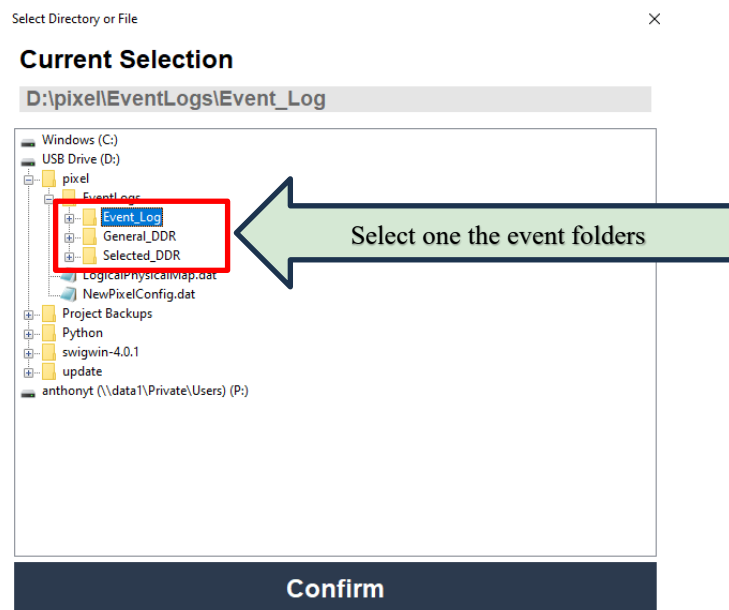 Select Directory or File
Current Selection
D:\pixel\EventLogs\Event_Log
Windows (C:)
USB Drive (D:)
pixel
EventLogs
Event_Log
General_DDR
Selected_DDR
Select one the event folders
LogicalPhysicalMap.dat
NewPixelConfig.dat
Project Backups
Python
swigwin-4.0.1
update
anthonyt (\\data1\Private\Users) (P:)
Confirm